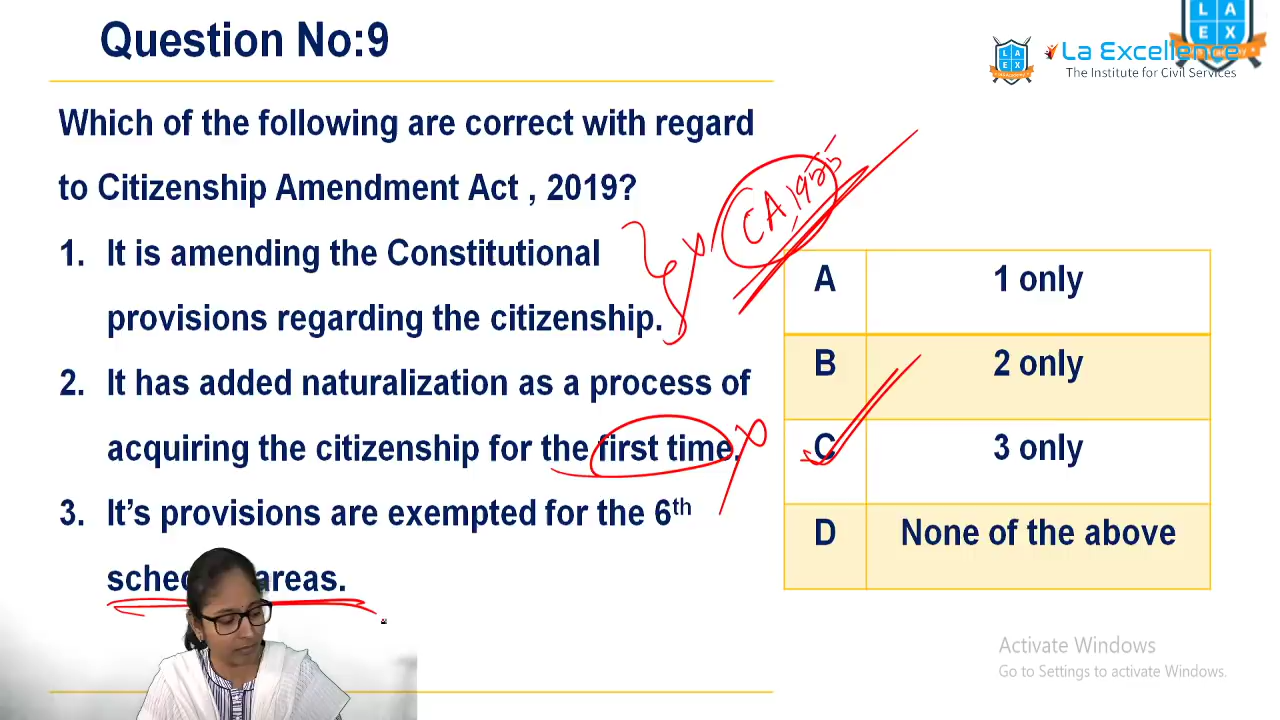 Question No:9
LA
EX
LA
EX
La Excellence
The Institute for Civil Services
Which of the following are correct with regard
to Citizenship Amendment Act , 2019?
CA 1955
1. It is amending the Constitutional
provisions regarding the citizenship.
2. It has added naturalization as a process of
acquiring the citizenship for the first time.
3. It's provisions are exempted for the 6th
areas.
A 1 only
B 2 only
C 3 only
D None of the above
Activate Windows
Go to Settings to activate Windows.